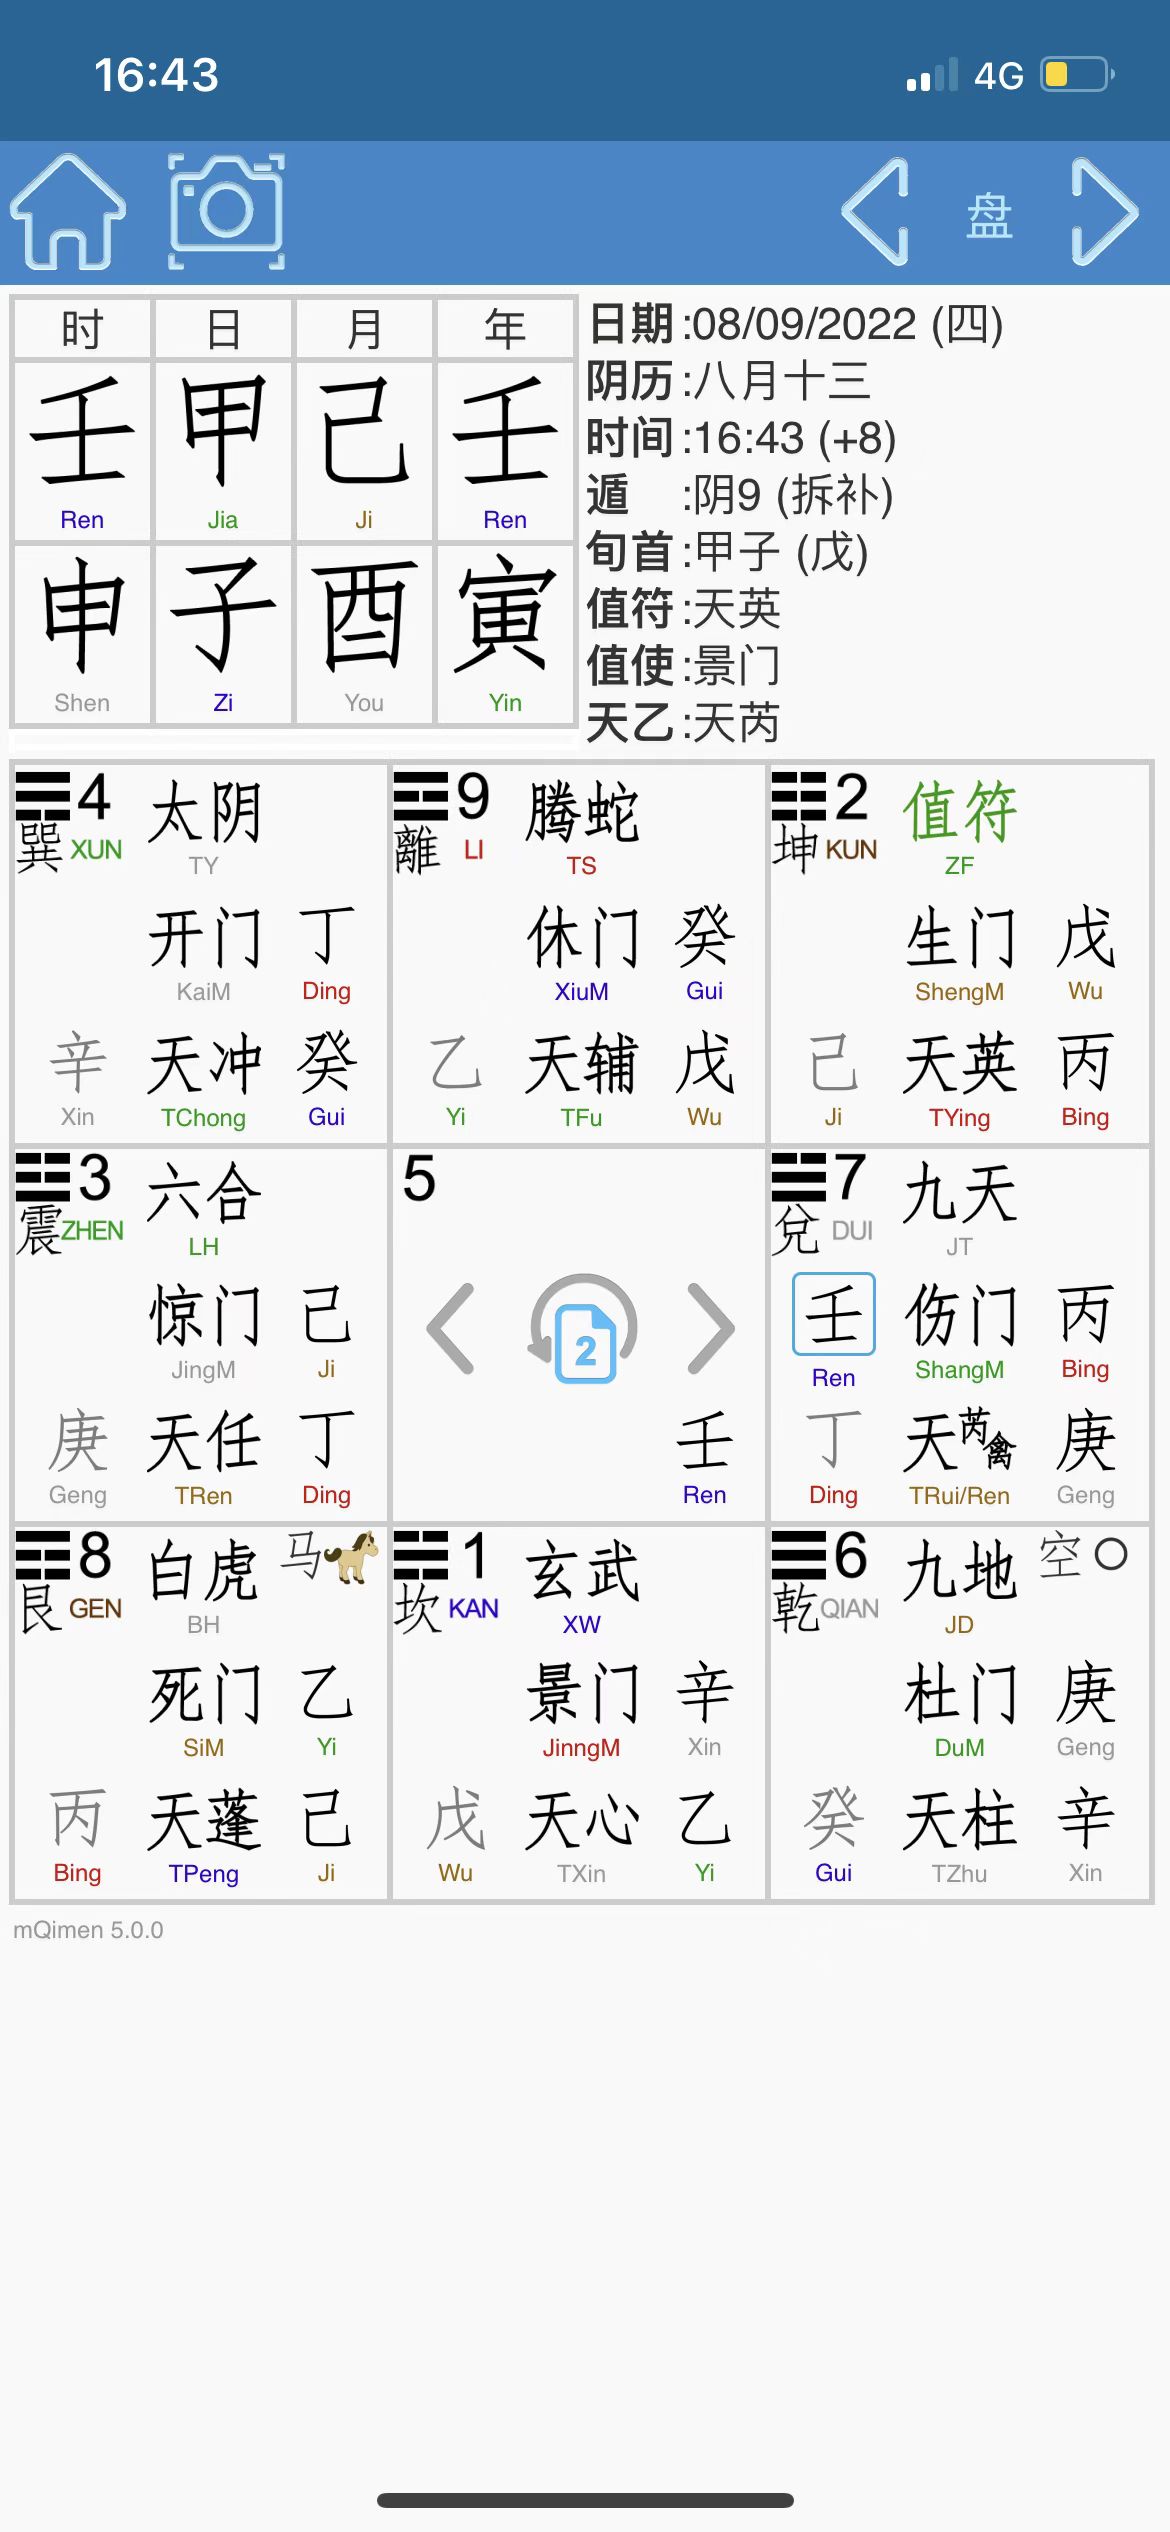 16:43 4G
盘
时 日 月 年
壬 甲 己 壬
Ren Jia Ji Ren
申 子 酉 寅
Shen Zi You Yin
日期:08/09/2022 (四)
阴历:八月十三
时间:16:43 (+8)
遁 :阴9 (拆补)
旬首:甲子 (戊)
值符:天英
值使:景门
天乙:天芮
4 太阴
巽 XUN TY
开门 丁
KaiM Ding
辛 天冲 癸
Xin TChong Gui
9 腾蛇
離 LI TS
休门 癸
XiuM Gui
乙 天辅 戊
Yi TFu Wu
2 值符
坤 KUN ZF
生门 戊
ShengM Wu
己 天英 丙
Ji TYing Bing
3 六合
震 ZHEN LH
惊门 己
JingM Ji
庚 天任 丁
Geng TRen Ding
5
2
壬
Ren
7 九天
兌 DUI JT
壬 伤门 丙
Ren ShangM Bing
丁 天芮禽 庚
Ding TRui/Ren Geng
8 白虎 马
艮 GEN BH
死门 乙
SiM Yi
丙 天蓬 己
Bing TPeng Ji
1 玄武
坎 KAN XW
景门 辛
JinngM Xin
戊 天心 乙
Wu TXin Yi
6 九地 空
乾 QIAN JD
杜门 庚
DuM Geng
癸 天柱 辛
Gui TZhu Xin
mQimen 5.0.0